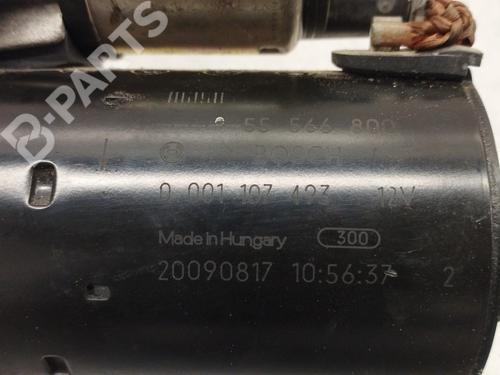 B-PARTS
55 566 800
BOSCH
0 001 107 493 12V
Made in Hungary 300
20090817 10:56:37 2
B-PARTS